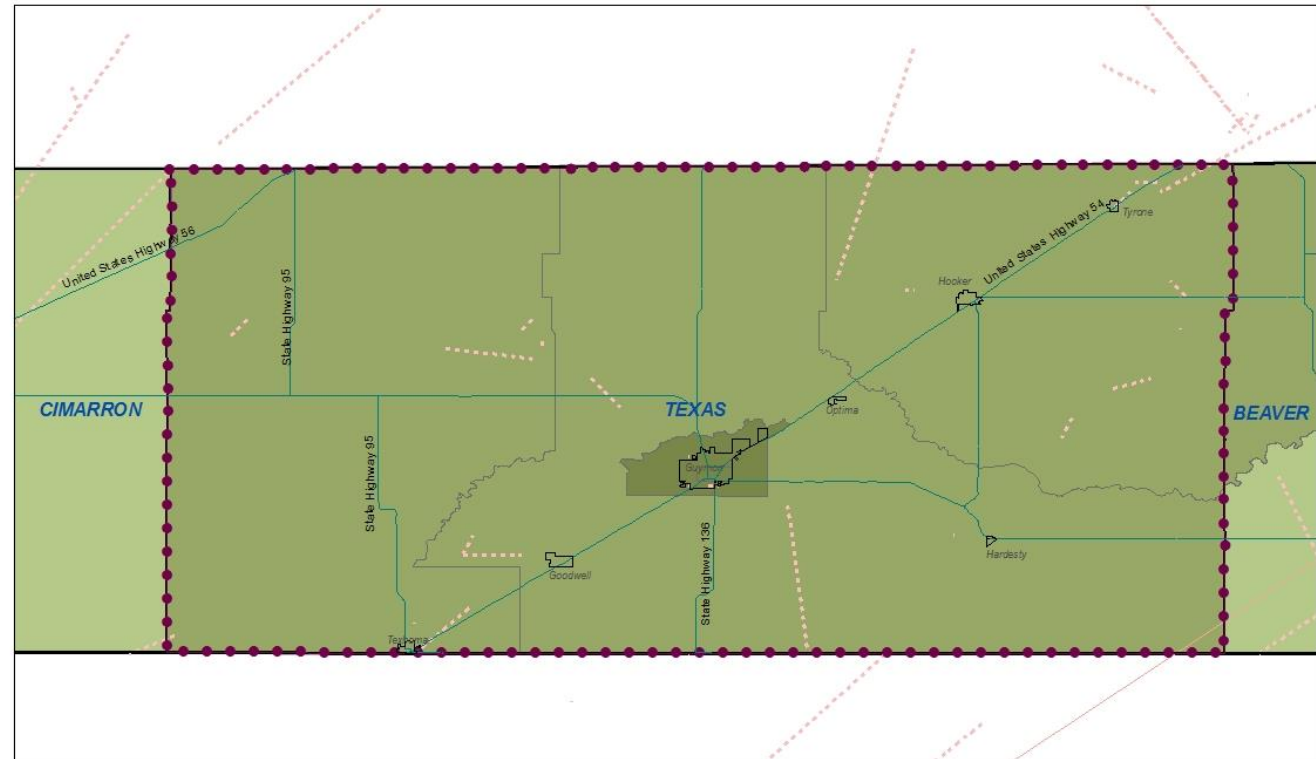 Tyrone
United States Highway 54
United States Highway 56
Hooker
State Highway 95
CIMARRON
TEXAS
Optima
BEAVER
Guymon
State Highway 95
State Highway 136
Hardesty
Goodwell
Texhoma